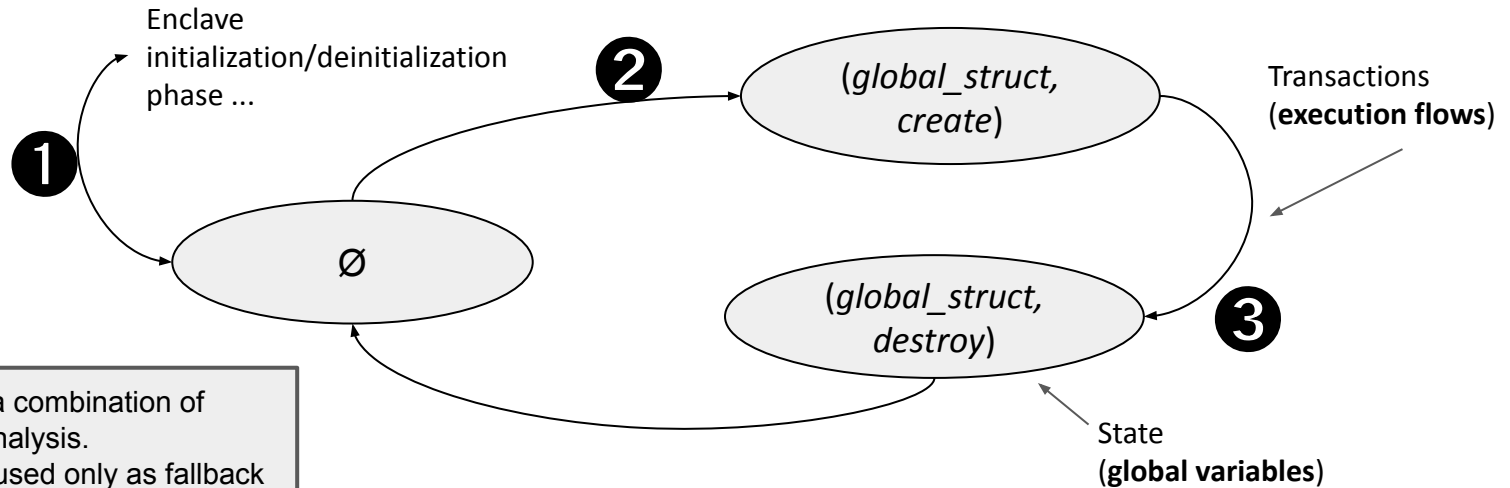 Enclave
initialization/deinitialization
phase ...
❶
❷
(global_struct,
create)
Transactions
(execution flows)
Ø
(global_struct,
destroy)
❸
a combination of
nalysis.
used only as fallback
State
(global variables)